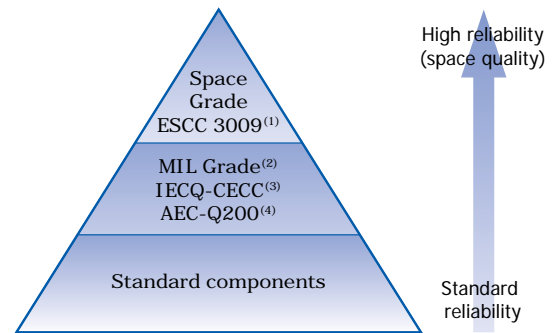 Space
Grade
ESCC 3009(1)
MIL Grade(2)
IECQ-CECC(3)
AEC-Q200(4)
Standard components
High reliability
(space quality)
Standard
reliability